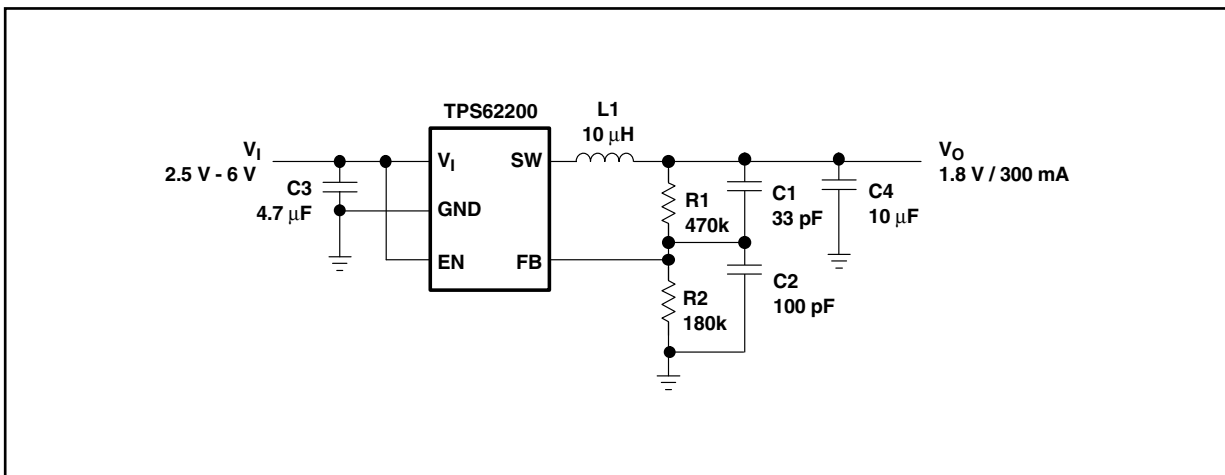 TPS62200
L1
10 μH
V_I
2.5 V - 6 V
C3
4.7 μF
V_I
GND
EN
SW
FB
R1
470k
R2
180k
C1
33 pF
C2
100 pF
C4
10 μF
V_O
1.8 V / 300 mA